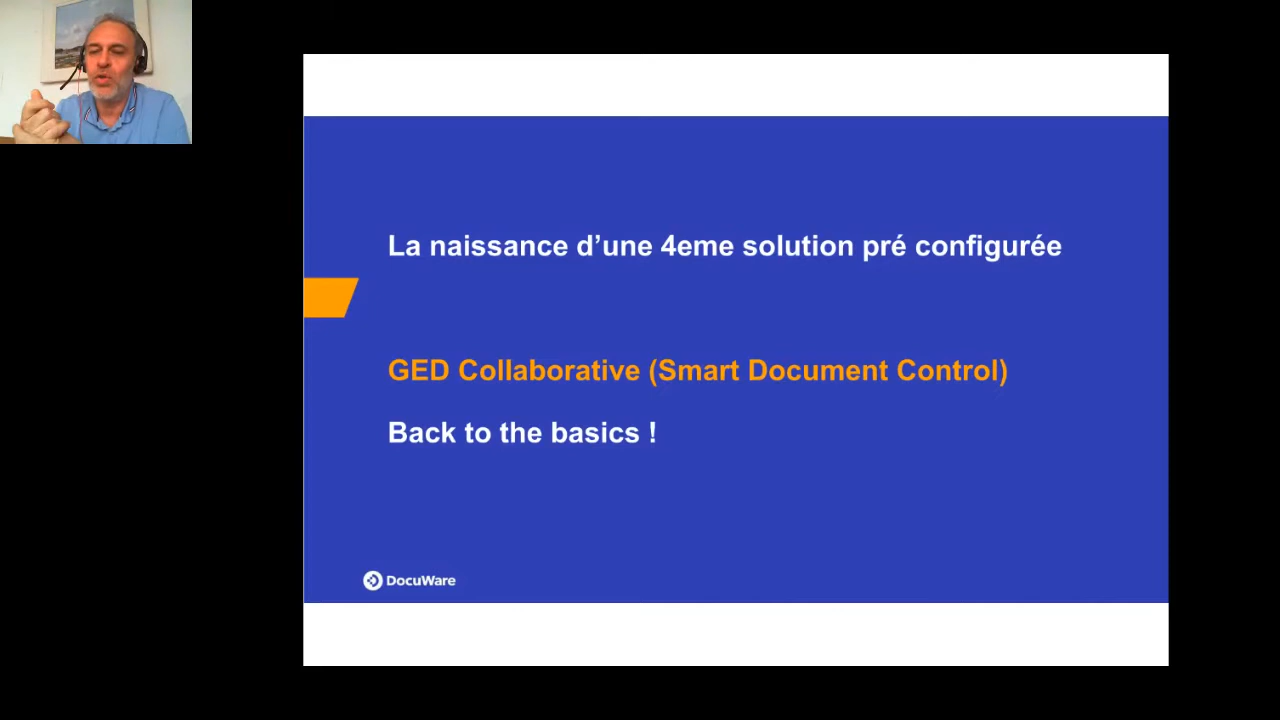 La naissance d’une 4eme solution pré configurée
GED Collaborative (Smart Document Control)
Back to the basics !
DocuWare